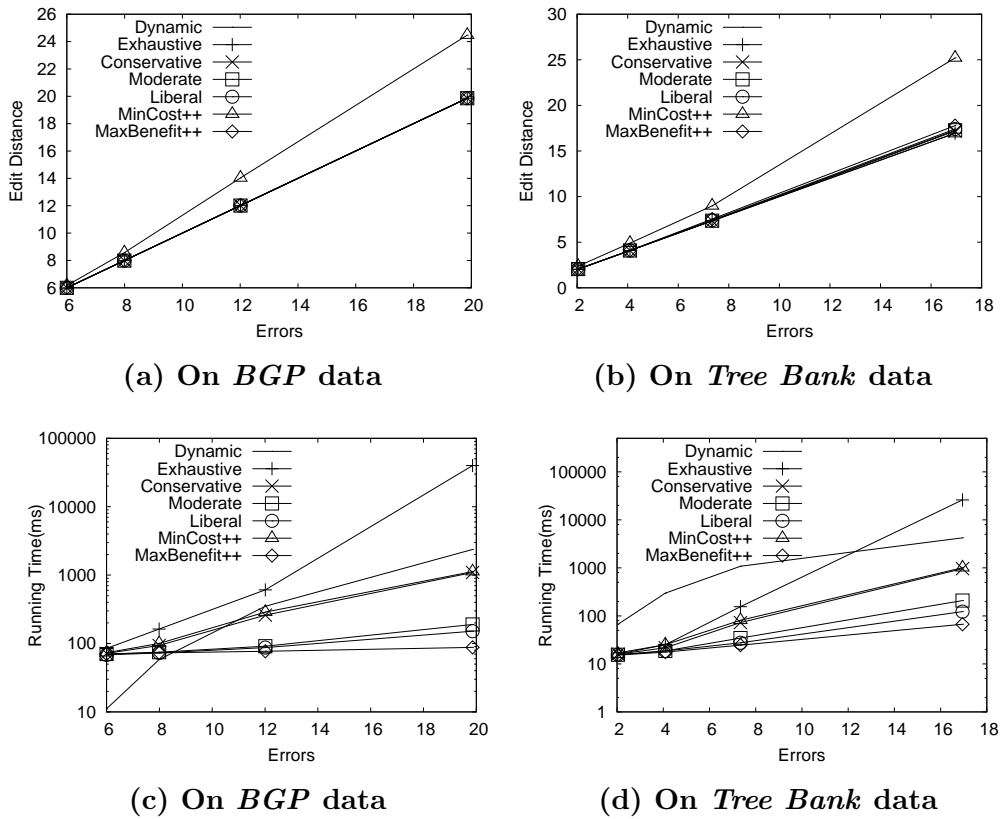 26
24
22
20
18
16
14
12
10
8
6
6 8 10 12 14 16 18 20
Edit Distance
Errors
Dynamic
Exhaustive
Conservative
Moderate
Liberal
MinCost++
MaxBenefit++
(a) On BGP data
30
25
20
15
10
5
0
2 4 6 8 10 12 14 16 18
Edit Distance
Errors
Dynamic
Exhaustive
Conservative
Moderate
Liberal
MinCost++
MaxBenefit++
(b) On Tree Bank data
100000
10000
1000
100
10
6 8 10 12 14 16 18 20
Running Time(ms)
Errors
Dynamic
Exhaustive
Conservative
Moderate
Liberal
MinCost++
MaxBenefit++
(c) On BGP data
100000
10000
1000
100
10
1
2 4 6 8 10 12 14 16 18
Running Time(ms)
Errors
Dynamic
Exhaustive
Conservative
Moderate
Liberal
MinCost++
MaxBenefit++
(d) On Tree Bank data